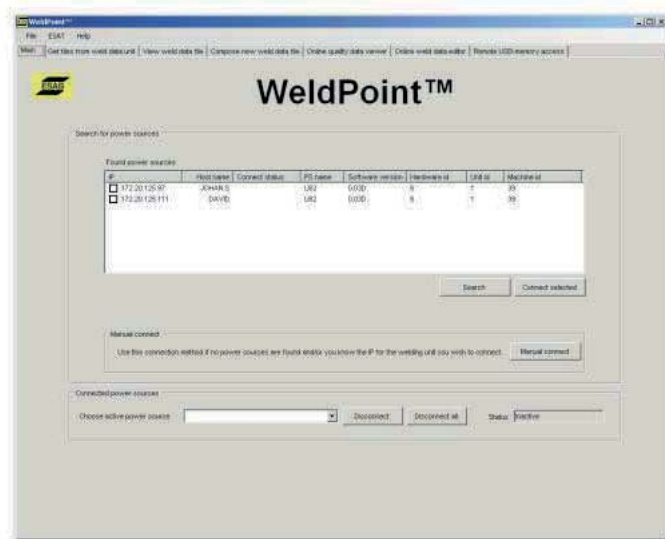 WeldPoint™
File ESAT Help
Main Get files from weld data unit View weld data file Compose new weld data file Online quality data viewer Online weld data editor Remote USB memory access
ESAB
WeldPoint™
Search for power sources
Found power sources
IP Host name Connect status PS name Software version Hardware id Unit id Machine id
172.20.125.97 JOHAN S U82 0.03D 8 1 39
172.20.125.111 DAVID U82 0.03D 8 1 39
Search Connect selected
Manual connect
Use this connection method if no power sources are found and/or you know the IP for the welding unit you wish to connect. Manual connect
Connected power sources
Choose active power source Disconnect Disconnect all Status Inactive